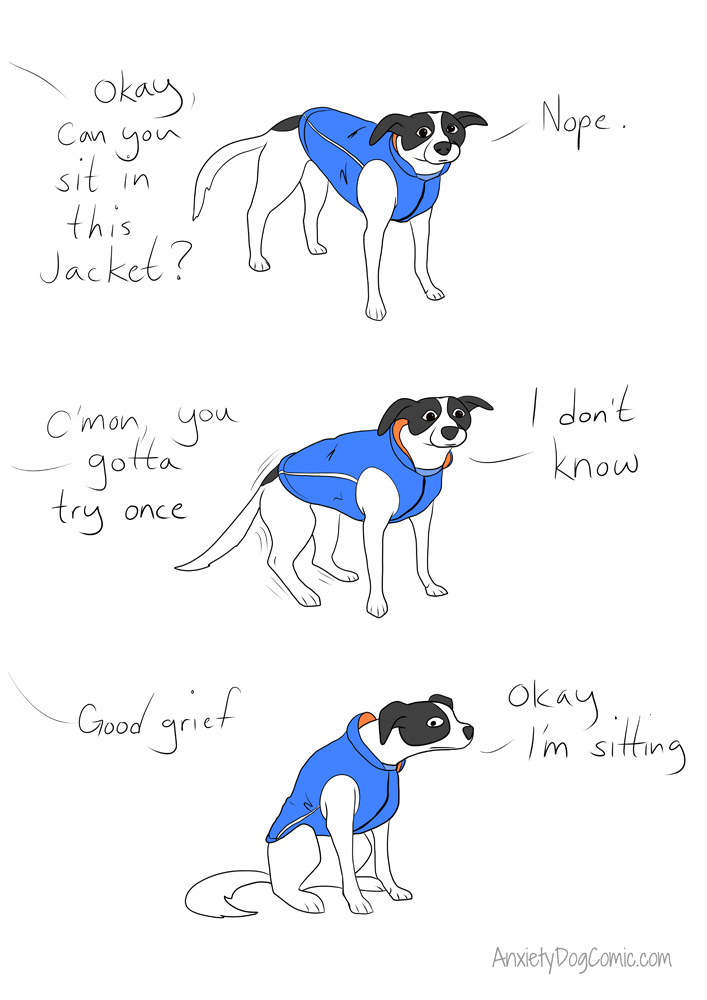 Okay,
Can you
sit in
this
Jacket?
Nope.
C'mon, you
gotta
try once
I don't
know
Good grief
Okay
I'm sitting
AnxietyDogComic.com